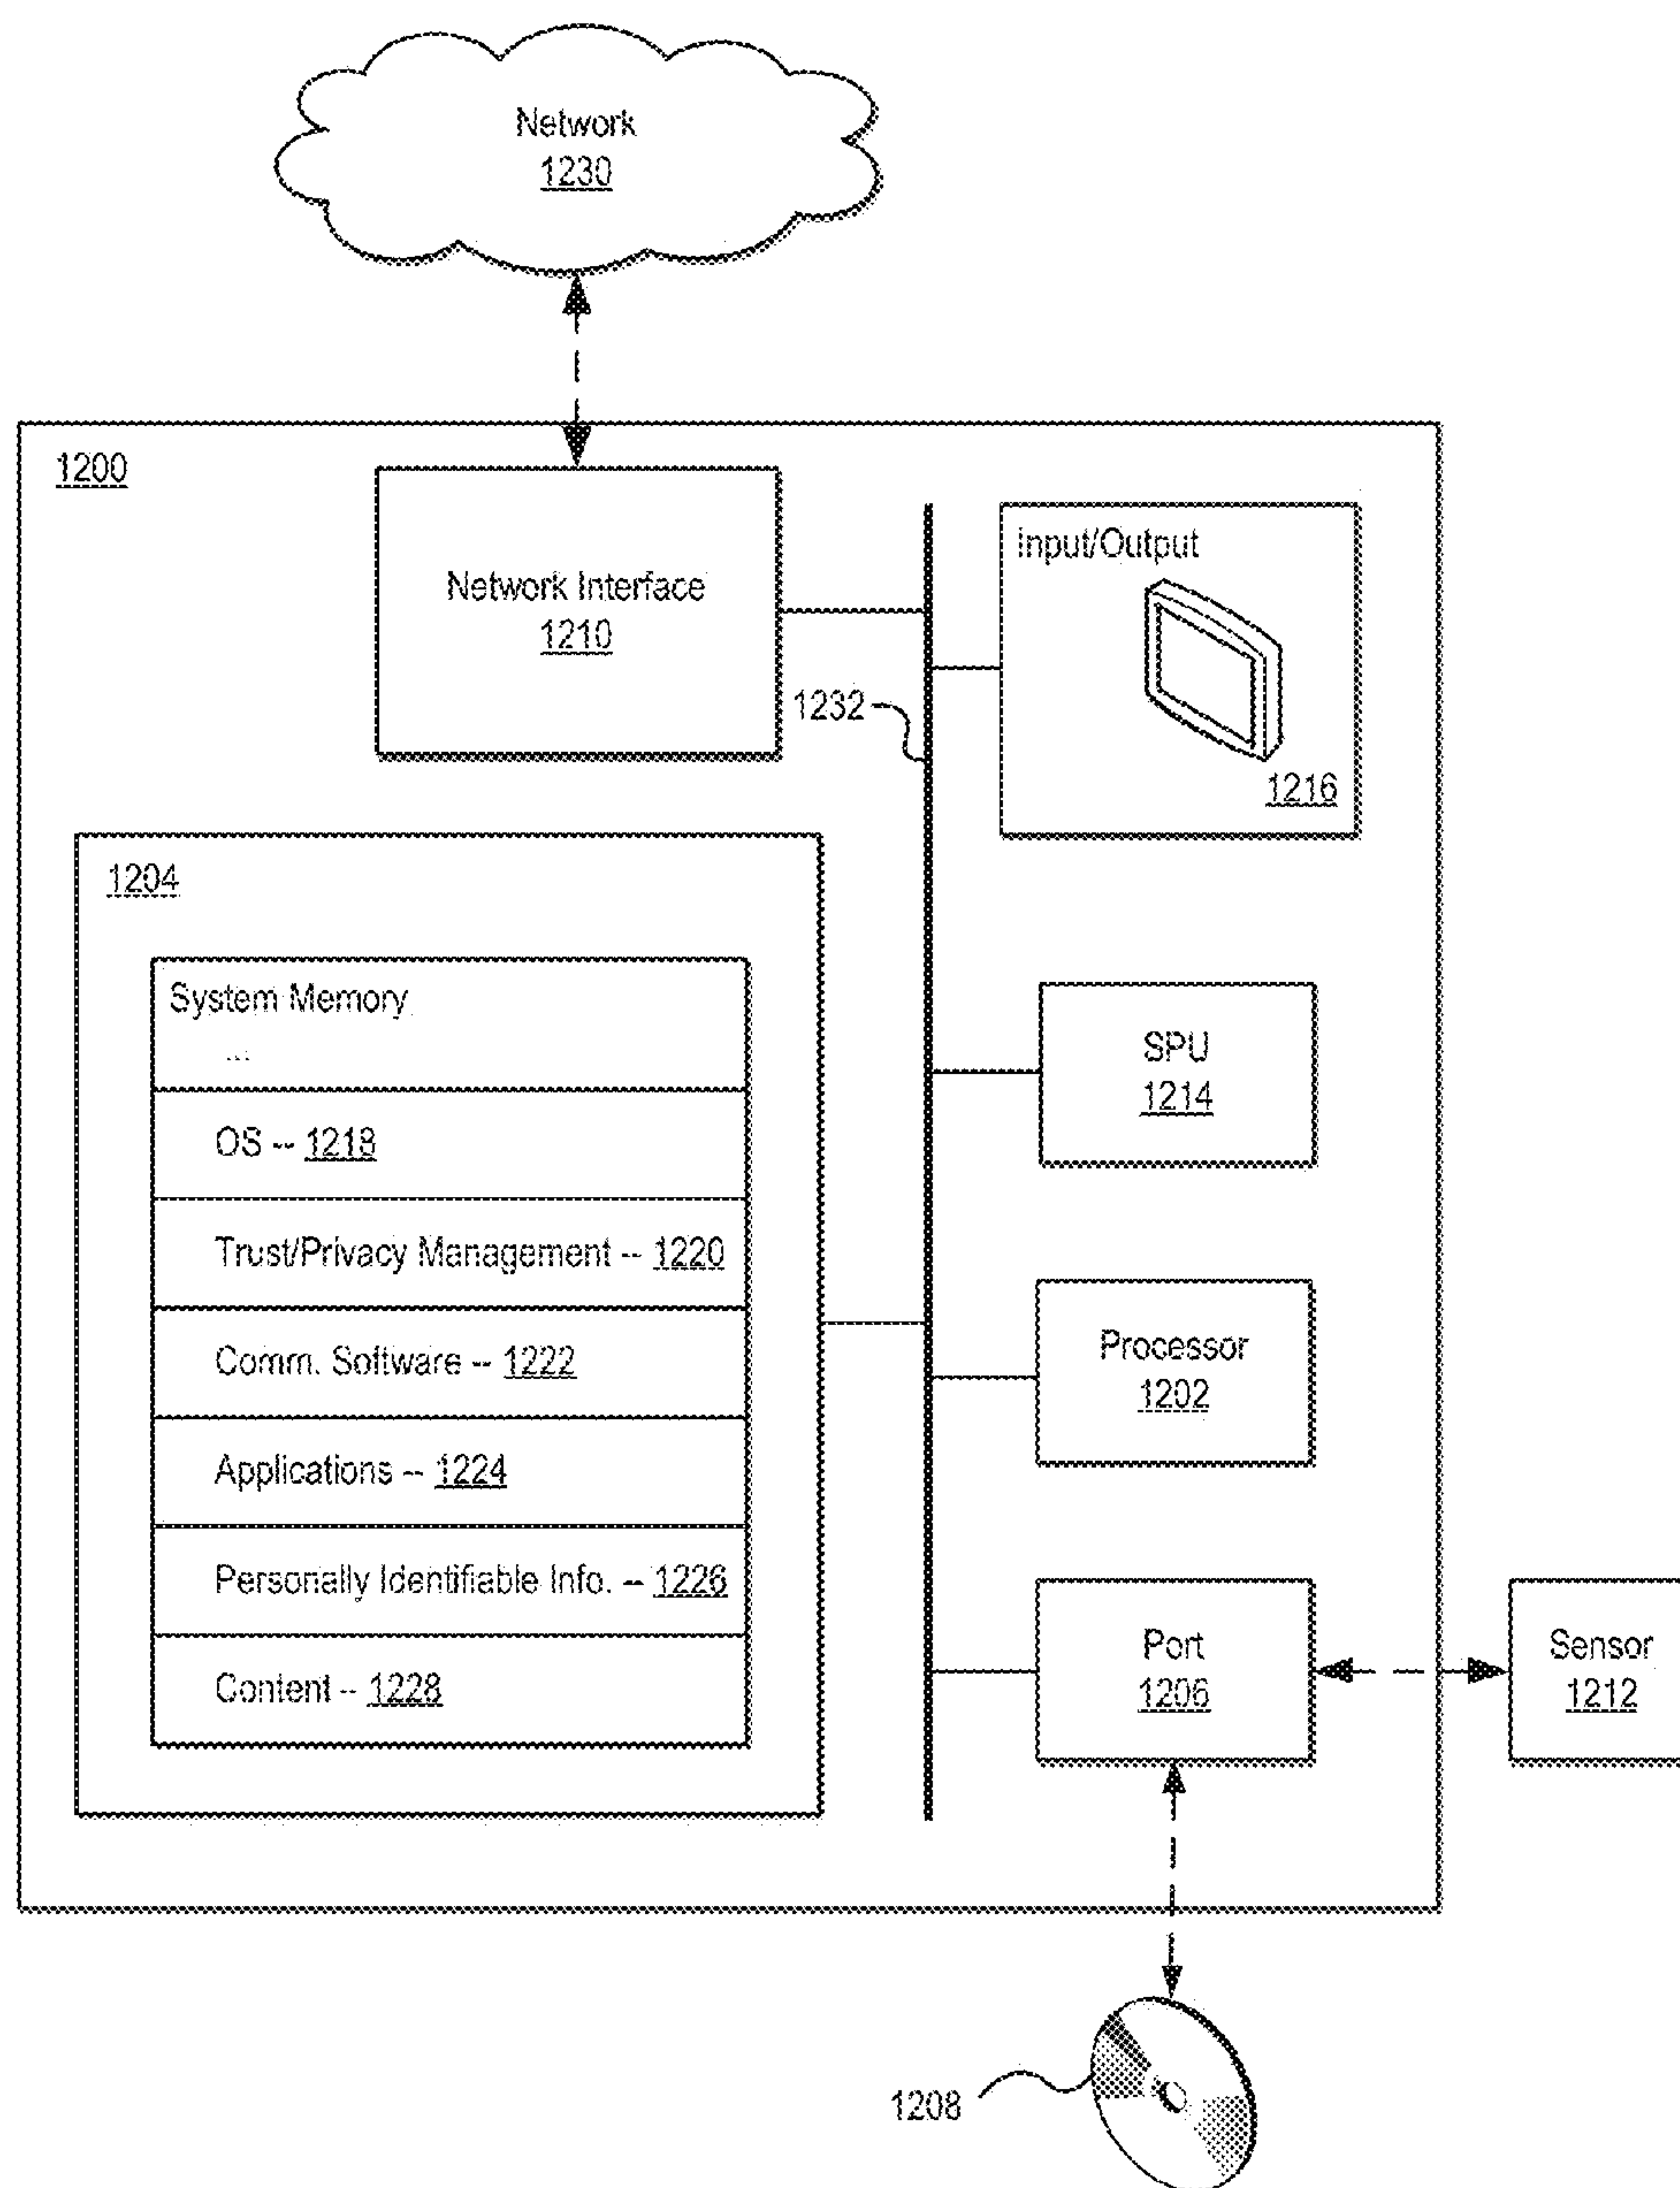 Network
1230
1200
Network Interface
1210
Input/Output
1216
1232
1204
System Memory
...
OS -- 1218
Trust/Privacy Management -- 1220
Comm. Software -- 1222
Applications -- 1224
Personally Identifiable Info. -- 1226
Content -- 1228
SPU
1214
Processor
1202
Port
1206
Sensor
1212
1208